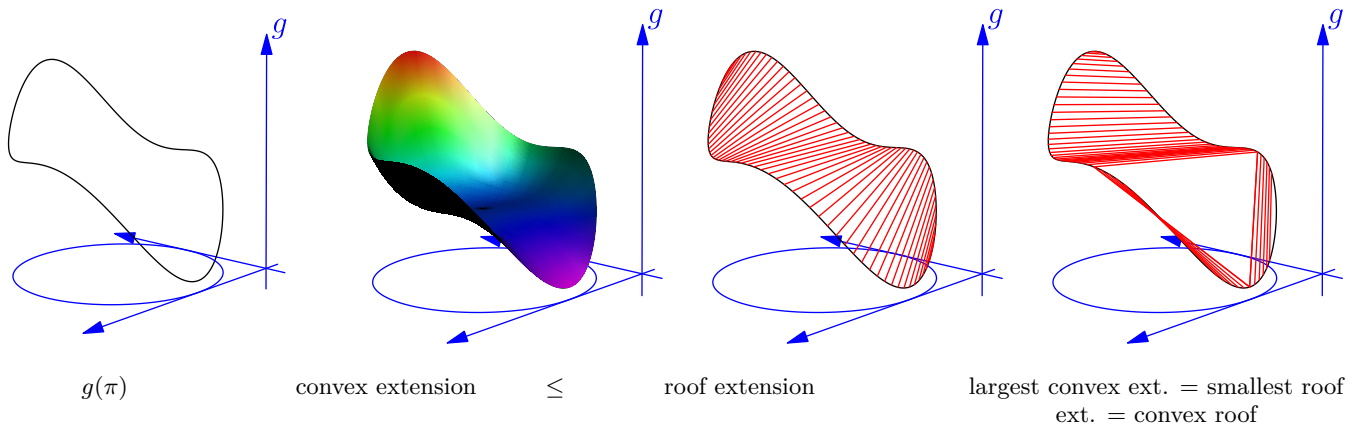 g
g
g
g
g(π)
convex extension ≤ roof extension
largest convex ext. = smallest roof
ext. = convex roof